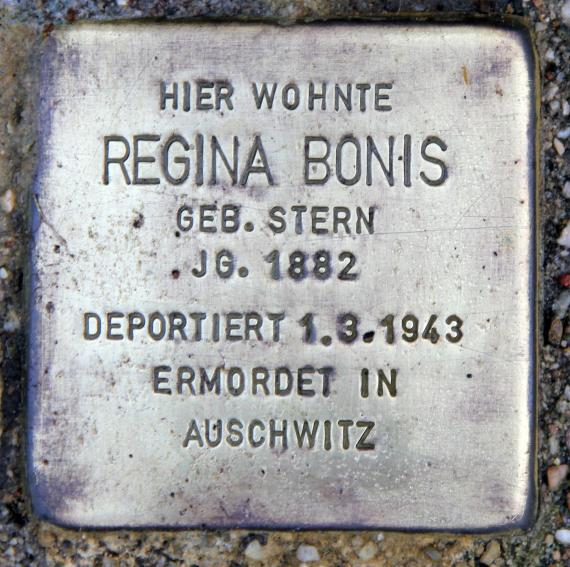 HIER WOHNTE
REGINA BONIS
GEB. STERN
JG. 1882
DEPORTIERT 1.3.1943
ERMORDET IN
AUSCHWITZ